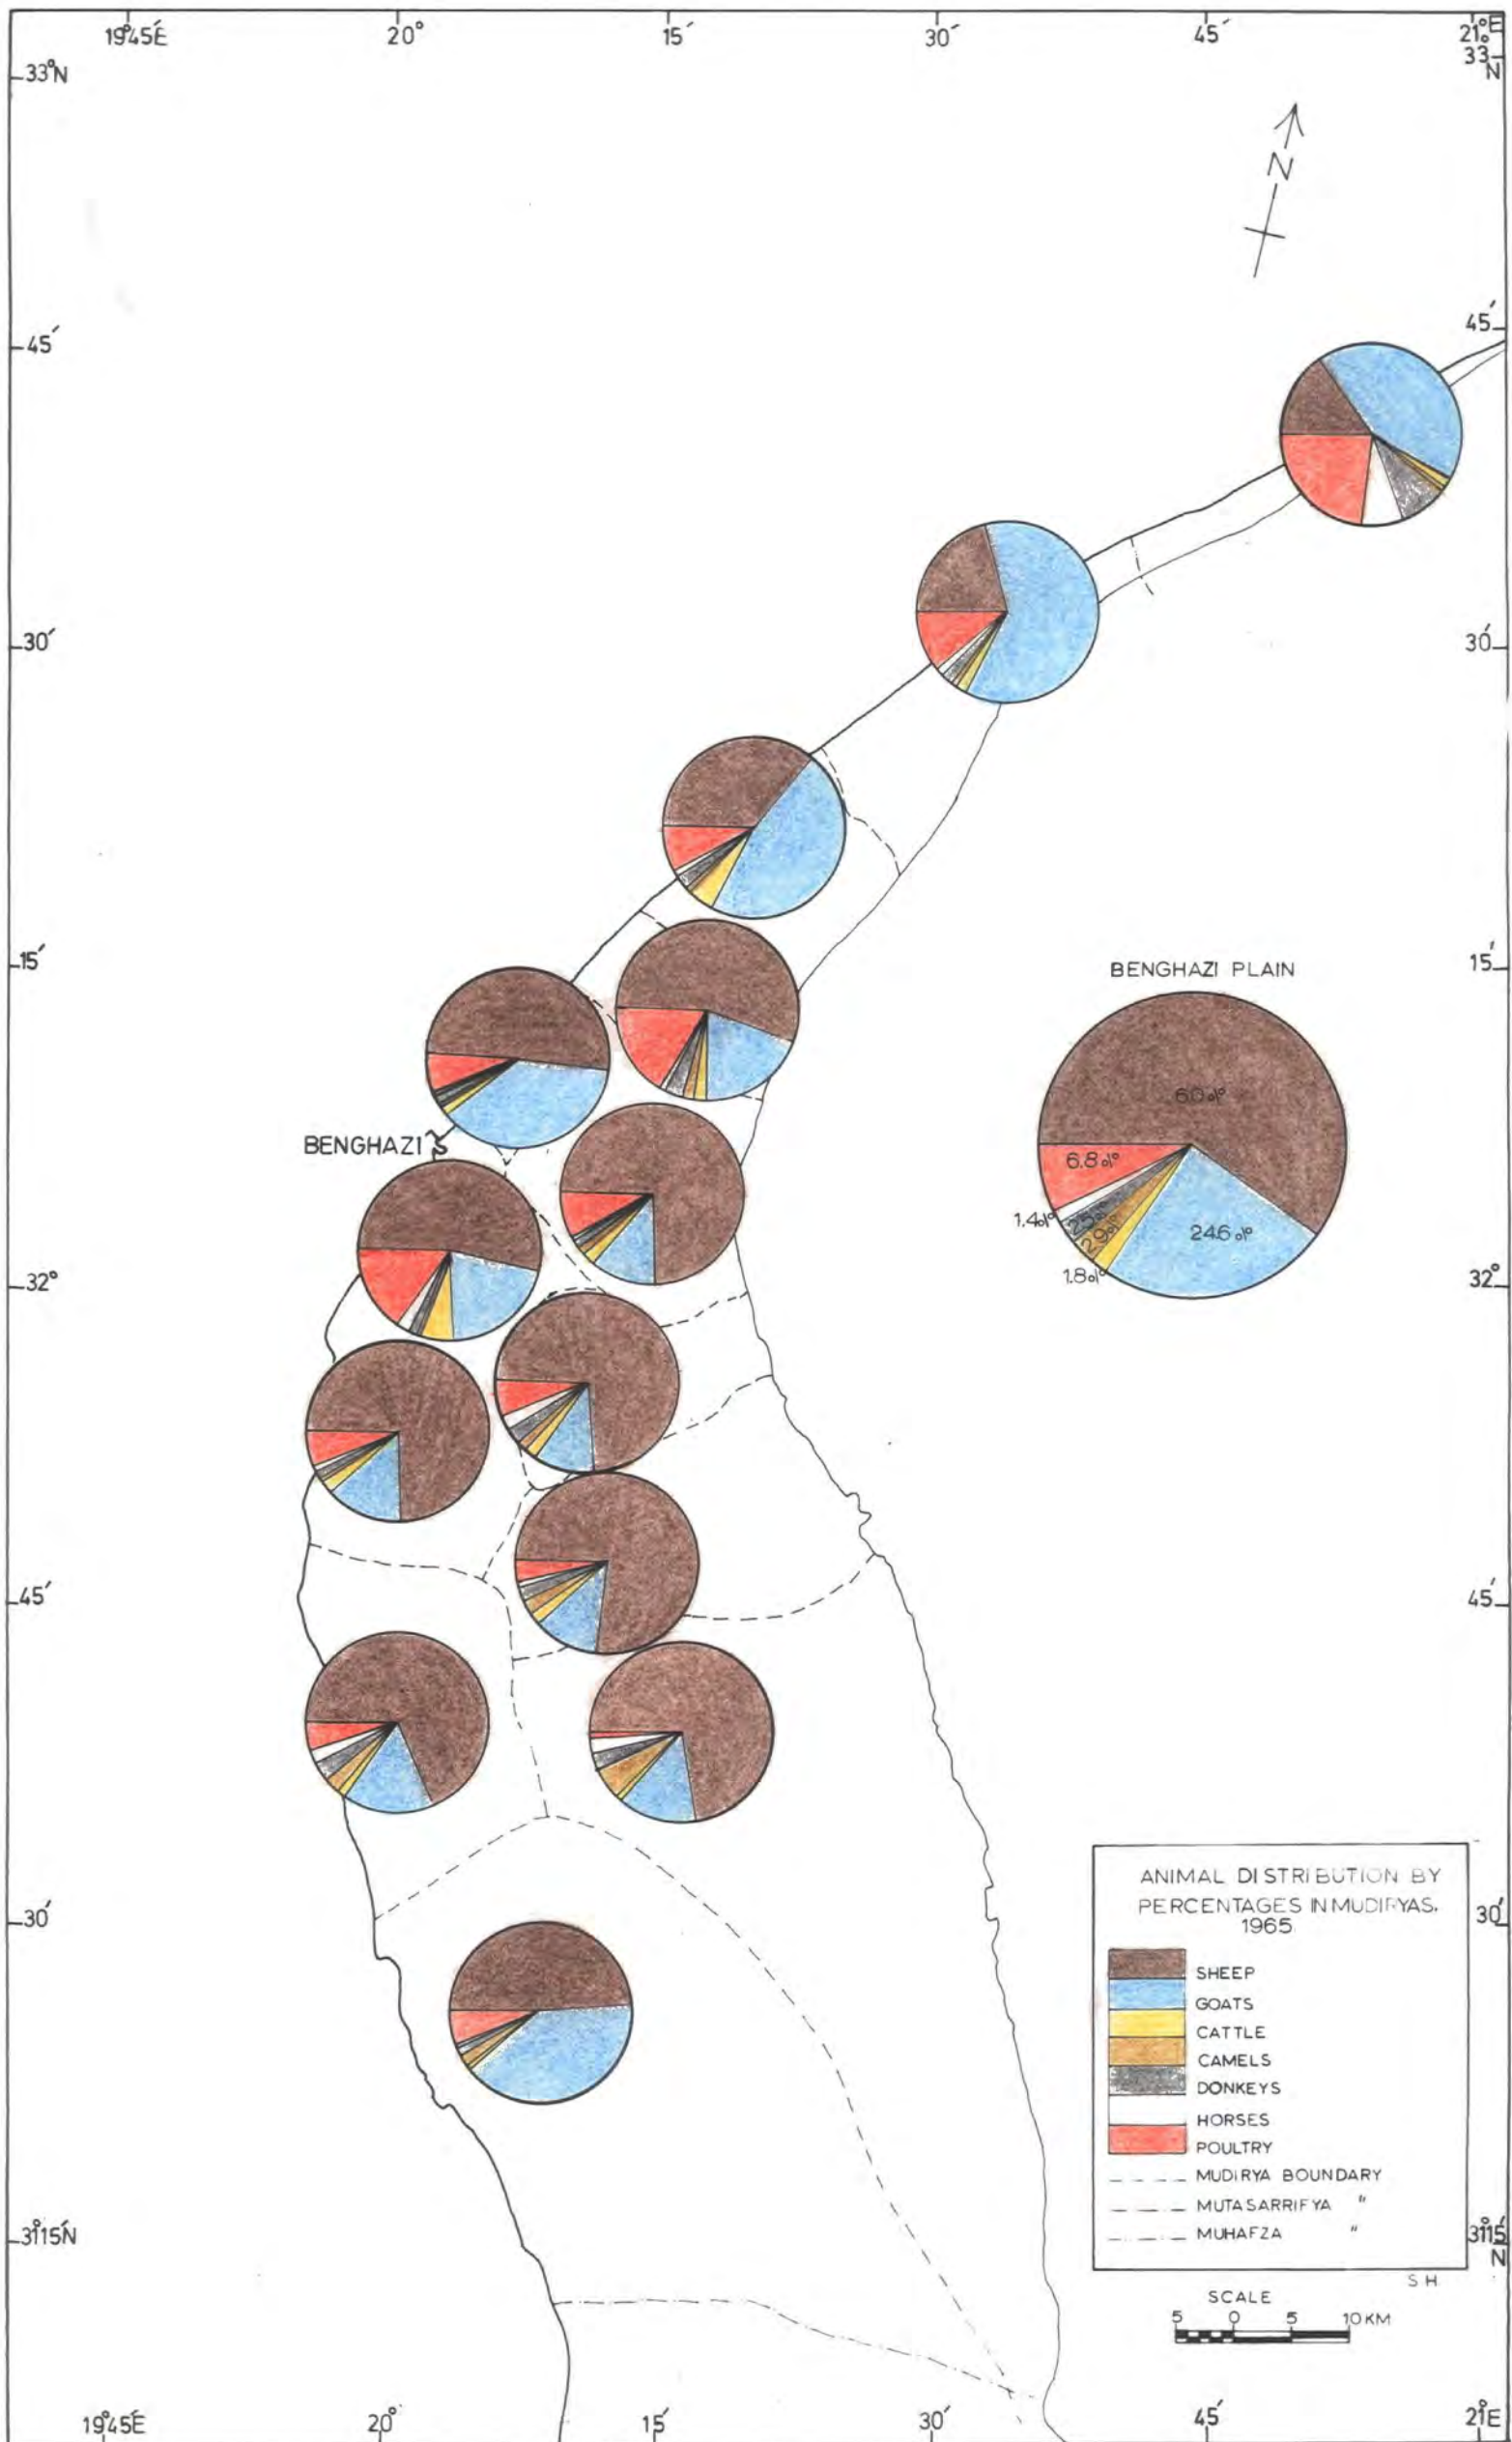 19°45′E 20° 15′ 30′ 45′ 21°E
33°N
33 N
N
45′ 45′
30′ 30′
15′ 15′
BENGHAZI PLAIN
60%
6.8%
1.4%
2.5%
2.9%
1.8%
24.6%
BENGHAZI
32° 32°
45′ 45′
30′ 30′
ANIMAL DISTRIBUTION BY
PERCENTAGES IN MUDIRYAS.
1965
SHEEP
GOATS
CATTLE
CAMELS
DONKEYS
HORSES
POULTRY
MUDIRYA BOUNDARY
MUTASARRIFYA "
MUHAFZA "
31°15′N 31°15′
N
S H
SCALE
5 0 5 10 KM
19°45′E 20° 15′ 30′ 45′ 21°E